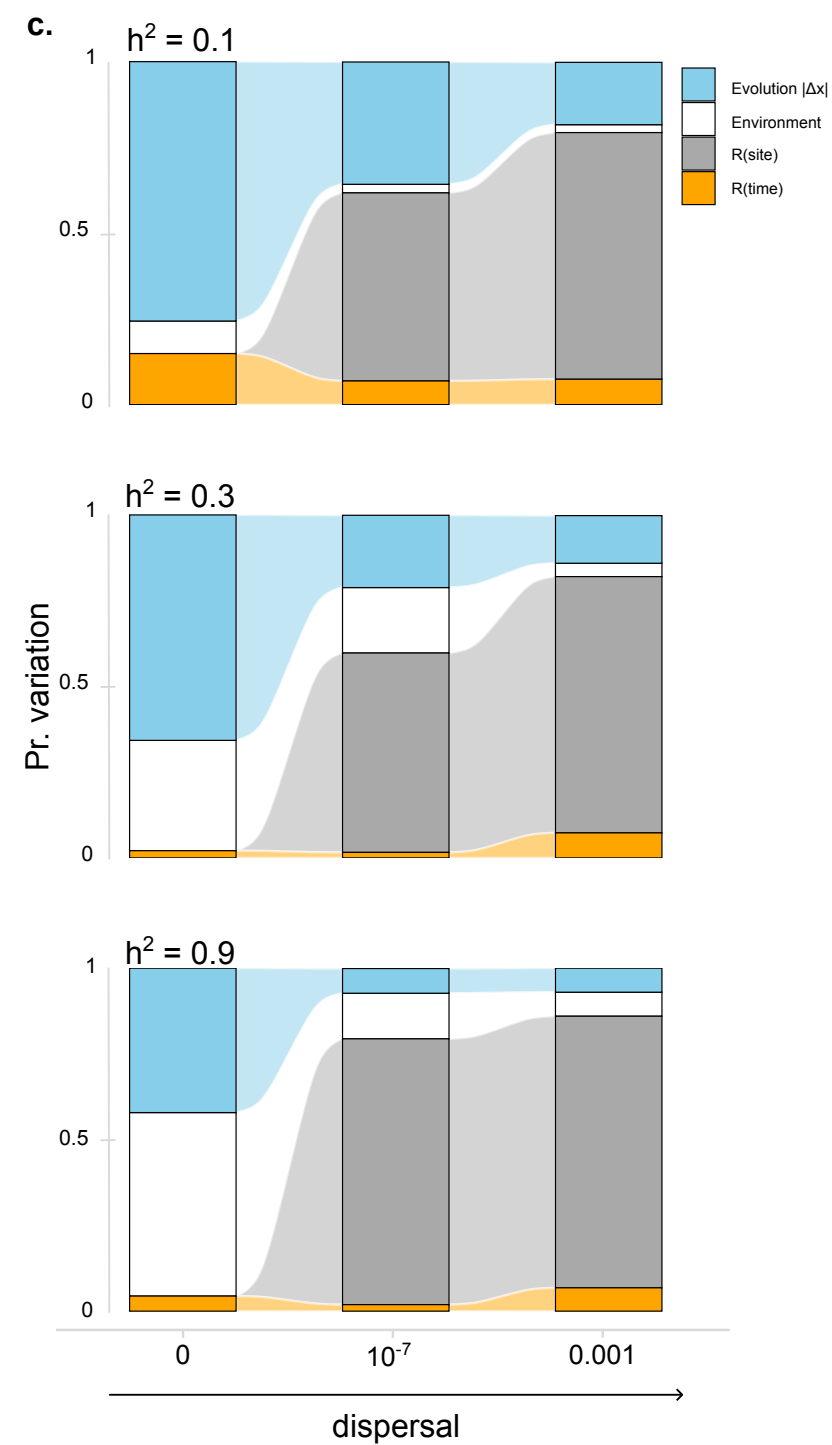 c.
h² = 0.1
1
0.5
0
Evolution |Δx|
Environment
R(site)
R(time)
h² = 0.3
1
0.5
0
Pr. variation
h² = 0.9
1
0.5
0
0 10⁻⁷ 0.001
dispersal